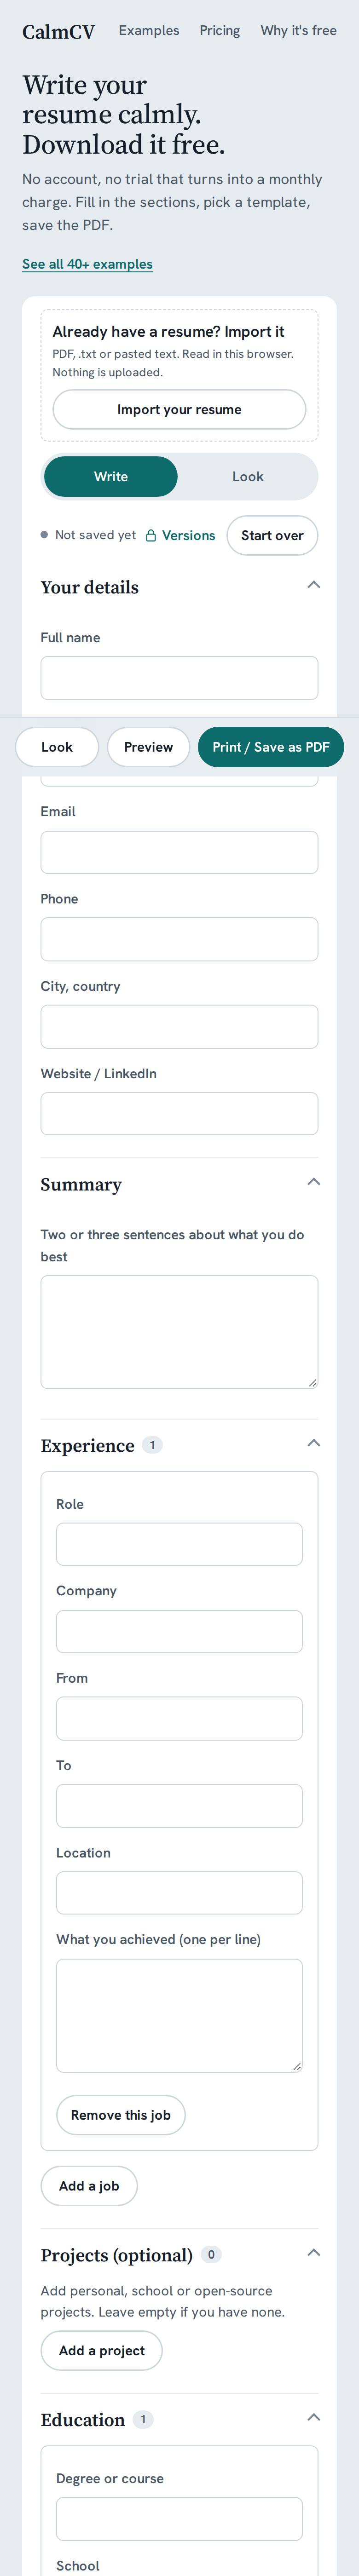 CalmCV Examples Pricing Why it's free
Write your
resume calmly.
Download it free.
No account, no trial that turns into a monthly
charge. Fill in the sections, pick a template,
save the PDF.
See all 40+ examples
Already have a resume? Import it
PDF, .txt or pasted text. Read in this browser.
Nothing is uploaded.
Import your resume
Write Look
Not saved yet Versions Start over
Your details
Full name
Look Preview Print / Save as PDF
Email
Phone
City, country
Website / LinkedIn
Summary
Two or three sentences about what you do
best
Experience 1
Role
Company
From
To
Location
What you achieved (one per line)
Remove this job
Add a job
Projects (optional) 0
Add personal, school or open-source
projects. Leave empty if you have none.
Add a project
Education 1
Degree or course
School